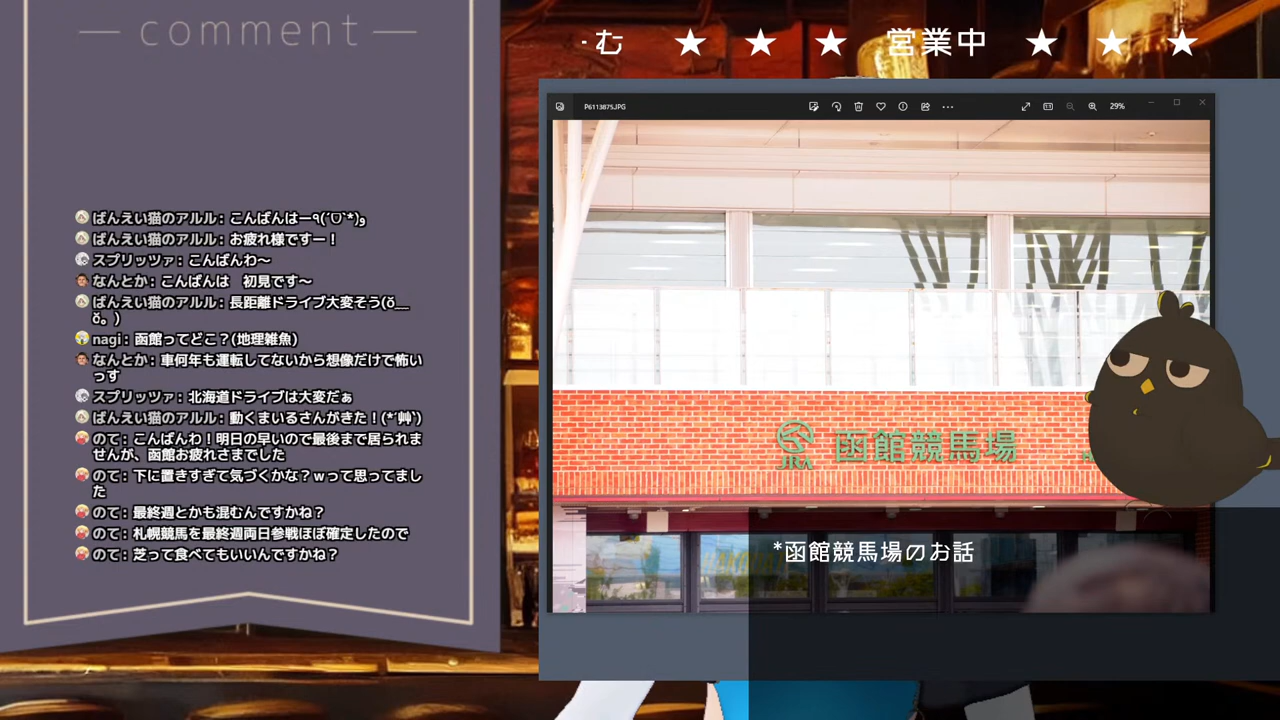 — comment —
ばんえい猫のアルル: こんばんはー٩(ˊᗜˋ*)و
ばんえい猫のアルル: お疲れ様ですー！
スプリッツァ: こんばんわ～
なんとか: こんばんは　初見です～
ばんえい猫のアルル: 長距離ドライブ大変そう(ŏ﹏
ŏ。)
nagi: 函館ってどこ？(地理雑魚)
なんとか: 車何年も運転してないから想像だけで怖い
っす
スプリッツァ: 北海道ドライブは大変だぁ
ばんえい猫のアルル: 動くまいるさんがきた！(*´艸`)
のて: こんばんわ！明日の早いので最後まで居られま
せんが、函館お疲れさまでした
のて: 下に置きすぎて気づくかな？wって思ってまし
た
のて: 最終週とかも混むんですかね？
のて: 札幌競馬を最終週両日参戦ほぼ確定したので
のて: 芝って食べてもいいんですかね？
む ★ ★ ★ 営業中 ★ ★ ★
P6113875.JPG
29%
JRA 函館競馬場
*函館競馬場のお話